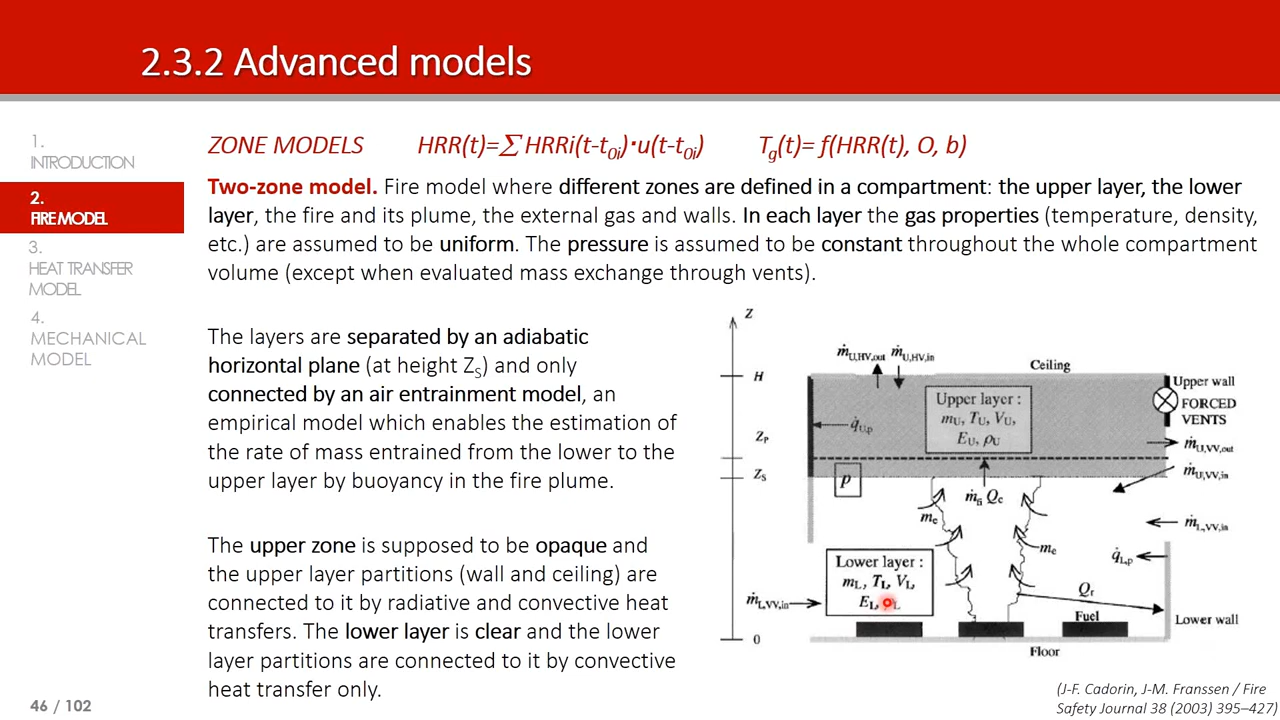 2.3.2 Advanced models
1.
INTRODUCTION
2.
FIRE MODEL
3.
HEAT TRANSFER
MODEL
4.
MECHANICAL
MODEL
ZONE MODELS HRR(t)=∑HRRi(t-t₀ᵢ)·u(t-t₀ᵢ) Tg(t)= f(HRR(t), O, b)
Two-zone model. Fire model where different zones are defined in a compartment: the upper layer, the lower
layer, the fire and its plume, the external gas and walls. In each layer the gas properties (temperature, density,
etc.) are assumed to be uniform. The pressure is assumed to be constant throughout the whole compartment
volume (except when evaluated mass exchange through vents).
The layers are separated by an adiabatic
horizontal plane (at height ZS) and only
connected by an air entrainment model, an
empirical model which enables the estimation of
the rate of mass entrained from the lower to the
upper layer by buoyancy in the fire plume.
The upper zone is supposed to be opaque and
the upper layer partitions (wall and ceiling) are
connected to it by radiative and convective heat
transfers. The lower layer is clear and the lower
layer partitions are connected to it by convective
heat transfer only.
Z
H
ZP
ZS
0
ṁU,HV,out ṁU,HV,in
Ceiling
Upper wall
FORCED
VENTS
Upper layer :
mU, TU, VU,
EU, ρU
q̇U,p
ṁU,VV,out
ṁU,VV,in
p
ṁfi Qc
me
me
ṁL,VV,in
q̇L,p
Lower layer :
mL, TL, VL,
EL,
ṁL,VV,in
Qr
Fuel
Lower wall
Floor
(J-F. Cadorin, J-M. Franssen / Fire
Safety Journal 38 (2003) 395–427)
46 / 102